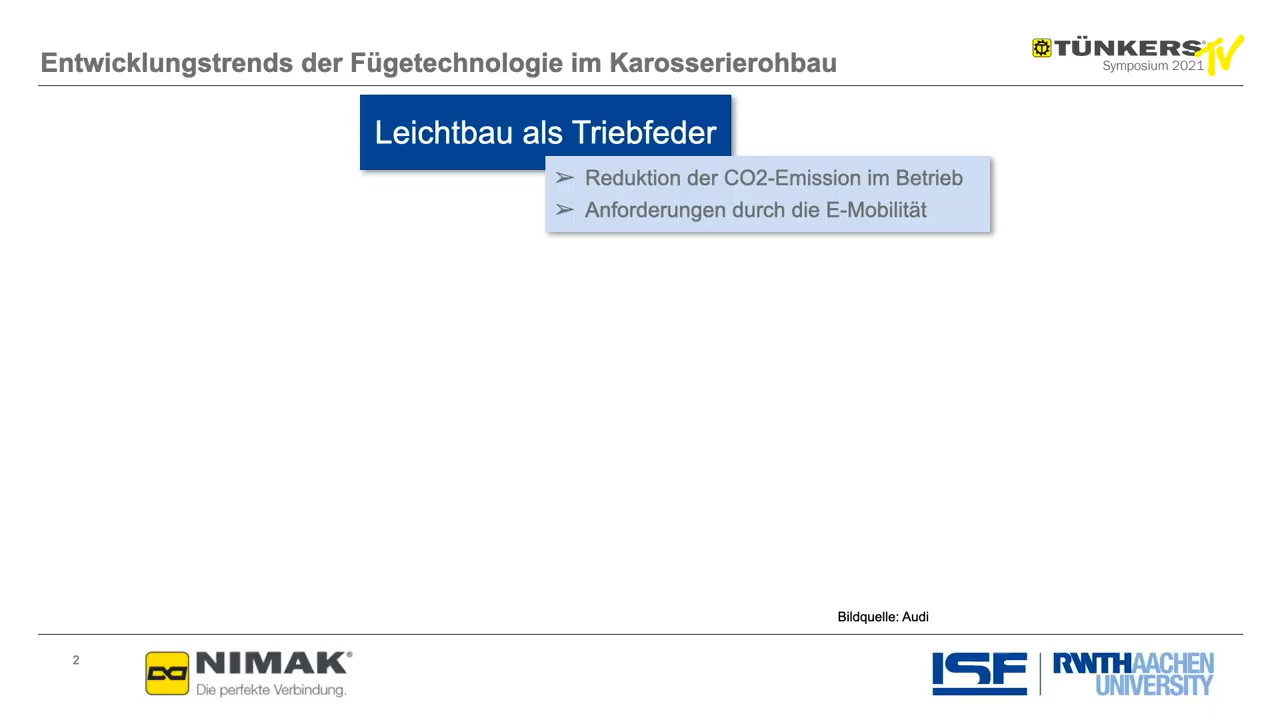 Entwicklungstrends der Fügetechnologie im Karosserierohbau
TÜNKERS TV
Symposium 2021
Leichtbau als Triebfeder
➢ Reduktion der CO2-Emission im Betrieb
➢ Anforderungen durch die E-Mobilität
Bildquelle: Audi
2
NIMAK®
Die perfekte Verbindung.
ISF
RWTHAACHEN
UNIVERSITY